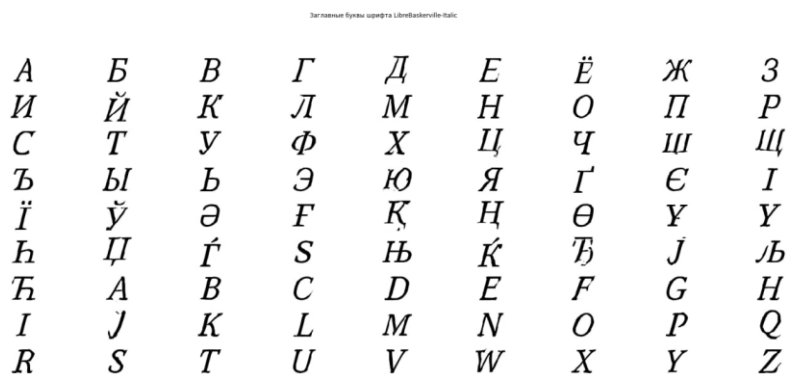 Заглавные буквы шрифта LibreBaskerville-Italic
А Б В Г Д Е Ё Ж З
И Й К Л М Н О П Р
С Т У Ф Х Ц Ч Ш Щ
Ъ Ы Ь Э Ю Я Ґ Є І
Ї Ў Ә Ғ Қ Ң Ө Ұ Ү
Һ Џ Ѓ Ѕ Њ Ќ Ђ Ј Љ
Ћ A B C D E F G H
I J K L M N O P Q
R S T U V W X Y Z